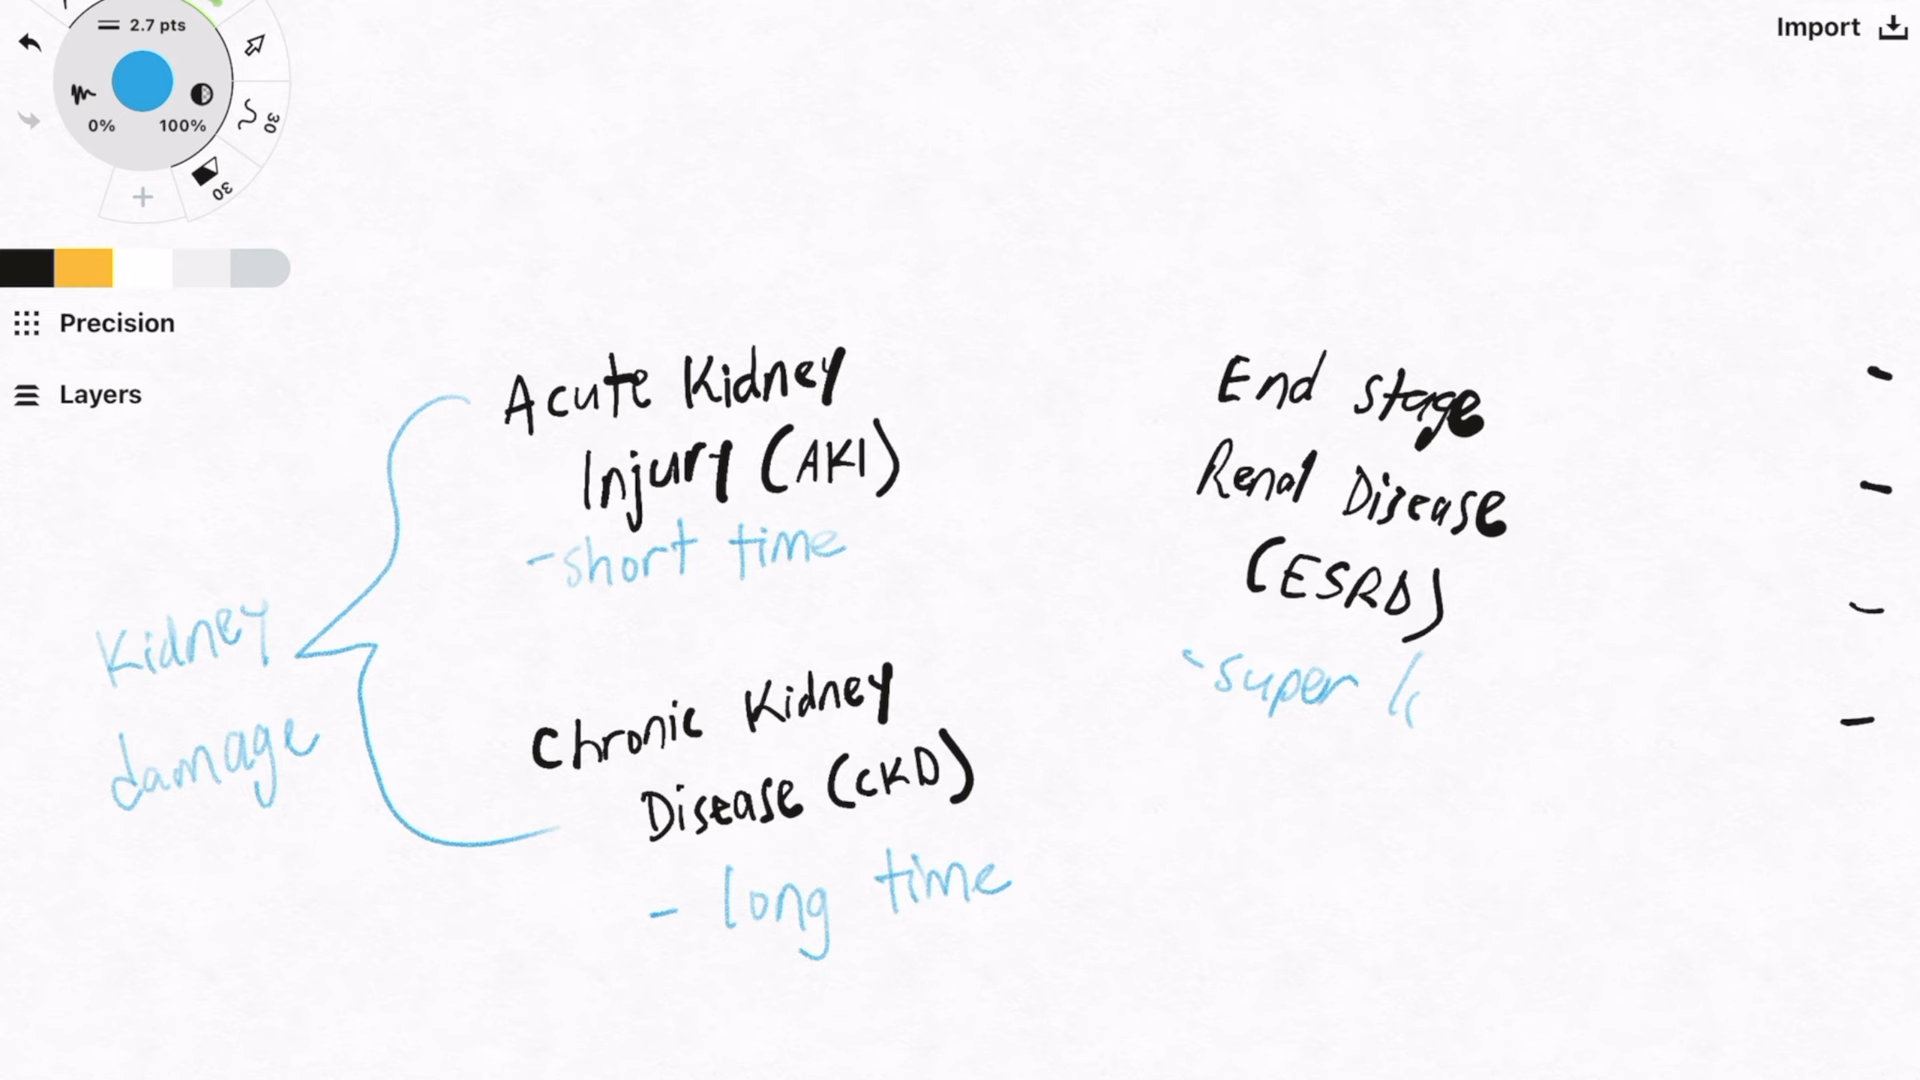 2.7 pts
Import
0%
100%
30
30
Precision
Layers
Kidney
damage
Acute Kidney
Injury (AKI)
-short time
Chronic Kidney
Disease (CKD)
- long time
End stage
Renal Disease
(ESRD)
-super
-
-
-
-